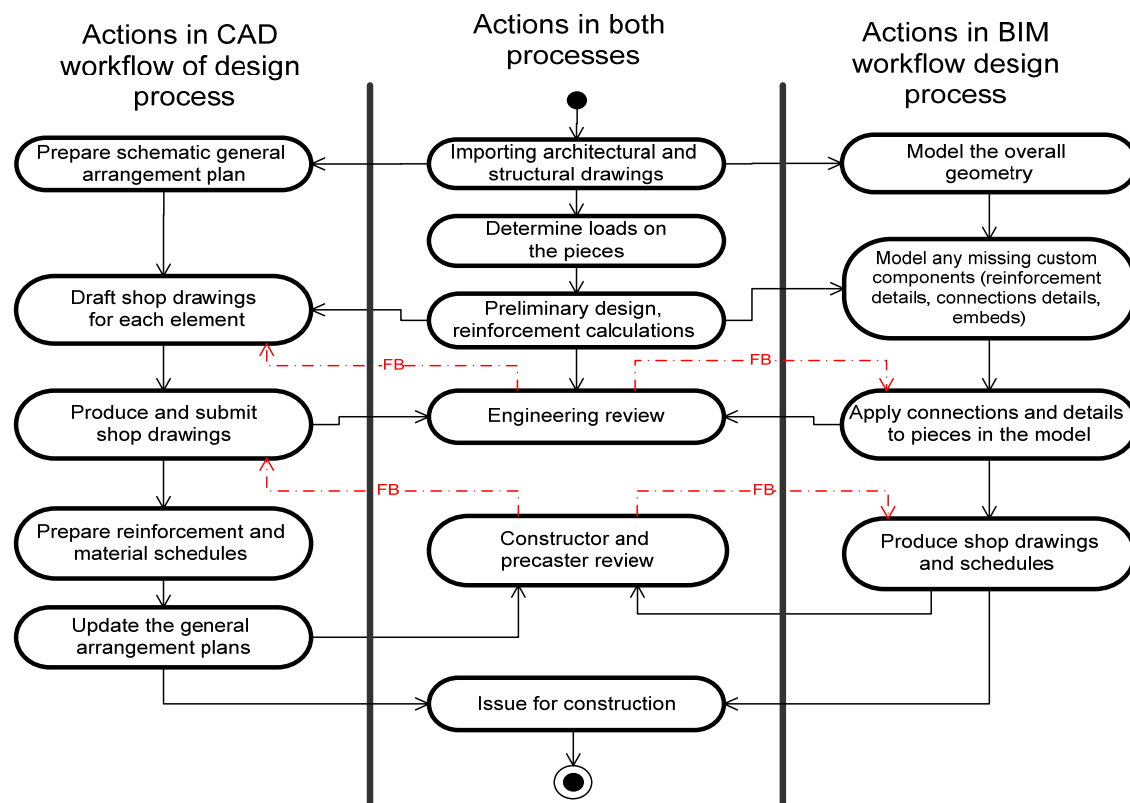 Actions in CAD
workflow of design
process
Actions in both
processes
Actions in BIM
workflow design
process
Prepare schematic general
arrangement plan
Importing architectural and
structural drawings
Model the overall
geometry
Determine loads on
the pieces
Draft shop drawings
for each element
Preliminary design,
reinforcement calculations
Model any missing custom
components (reinforcement
details, connections details,
embeds)
FB
FB
Produce and submit
shop drawings
Engineering review
Apply connections and details
to pieces in the model
FB
FB
Prepare reinforcement and
material schedules
Constructor and
precaster review
Produce shop drawings
and schedules
Update the general
arrangement plans
Issue for construction